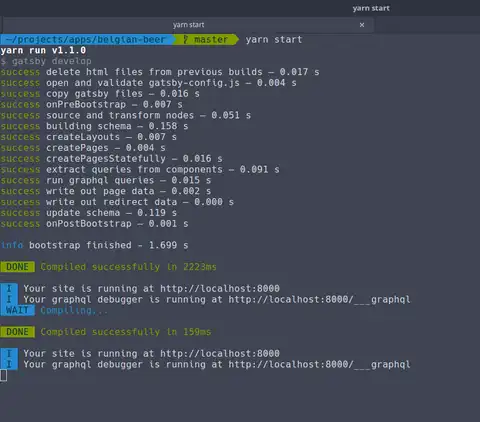 yarn start
yarn start ×
~/projects/apps/belgian-beer master yarn start
yarn run v1.1.0
$ gatsby develop
success delete html files from previous builds — 0.017 s
success open and validate gatsby-config.js — 0.004 s
success copy gatsby files — 0.016 s
success onPreBootstrap — 0.007 s
success source and transform nodes — 0.051 s
success building schema — 0.158 s
success createLayouts — 0.007 s
success createPages — 0.004 s
success createPagesStatefully — 0.016 s
success extract queries from components — 0.091 s
success run graphql queries — 0.015 s
success write out page data — 0.002 s
success write out redirect data — 0.000 s
success update schema — 0.119 s
success onPostBootstrap — 0.001 s
info bootstrap finished - 1.699 s
DONE Compiled successfully in 2223ms
I Your site is running at http://localhost:8000
I Your graphql debugger is running at http://localhost:8000/___graphql
WAIT Compiling...
DONE Compiled successfully in 159ms
I Your site is running at http://localhost:8000
I Your graphql debugger is running at http://localhost:8000/___graphql